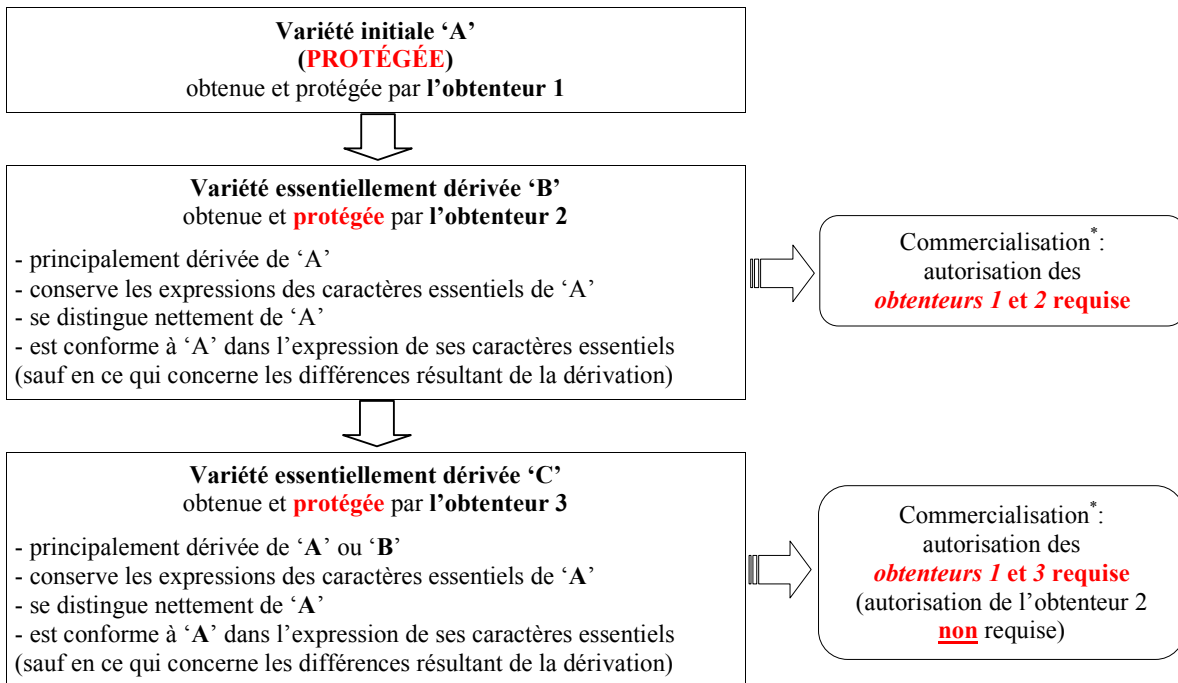 Variété initiale ‘A’
(PROTÉGÉE)
obtenue et protégée par l’obtenteur 1
Variété essentiellement dérivée ‘B’
obtenue et protégée par l’obtenteur 2
- principalement dérivée de ‘A’
- conserve les expressions des caractères essentiels de ‘A’
- se distingue nettement de ‘A’
- est conforme à ‘A’ dans l’expression de ses caractères essentiels
(sauf en ce qui concerne les différences résultant de la dérivation)
Commercialisation*:
autorisation des
obtenteurs 1 et 2 requise
Variété essentiellement dérivée ‘C’
obtenue et protégée par l’obtenteur 3
- principalement dérivée de ‘A’ ou ‘B’
- conserve les expressions des caractères essentiels de ‘A’
- se distingue nettement de ‘A’
- est conforme à ‘A’ dans l’expression de ses caractères essentiels
(sauf en ce qui concerne les différences résultant de la dérivation)
Commercialisation*:
autorisation des
obtenteurs 1 et 3 requise
(autorisation de l’obtenteur 2
non requise)